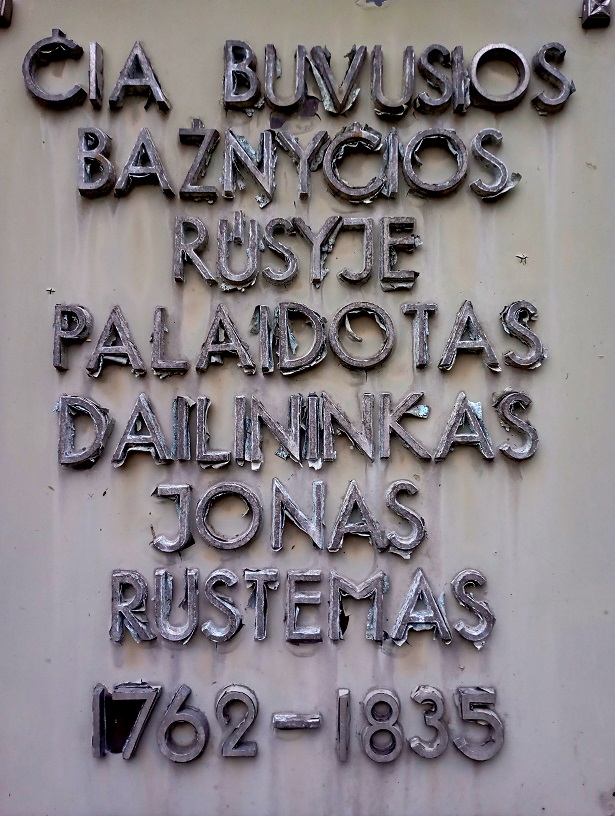 ČIA BUVUSIOS
BAŽNYČIOS
RŪSYJE
PALAIDOTAS
DAILININKAS
JONAS
RUSTEMAS
1762-1835